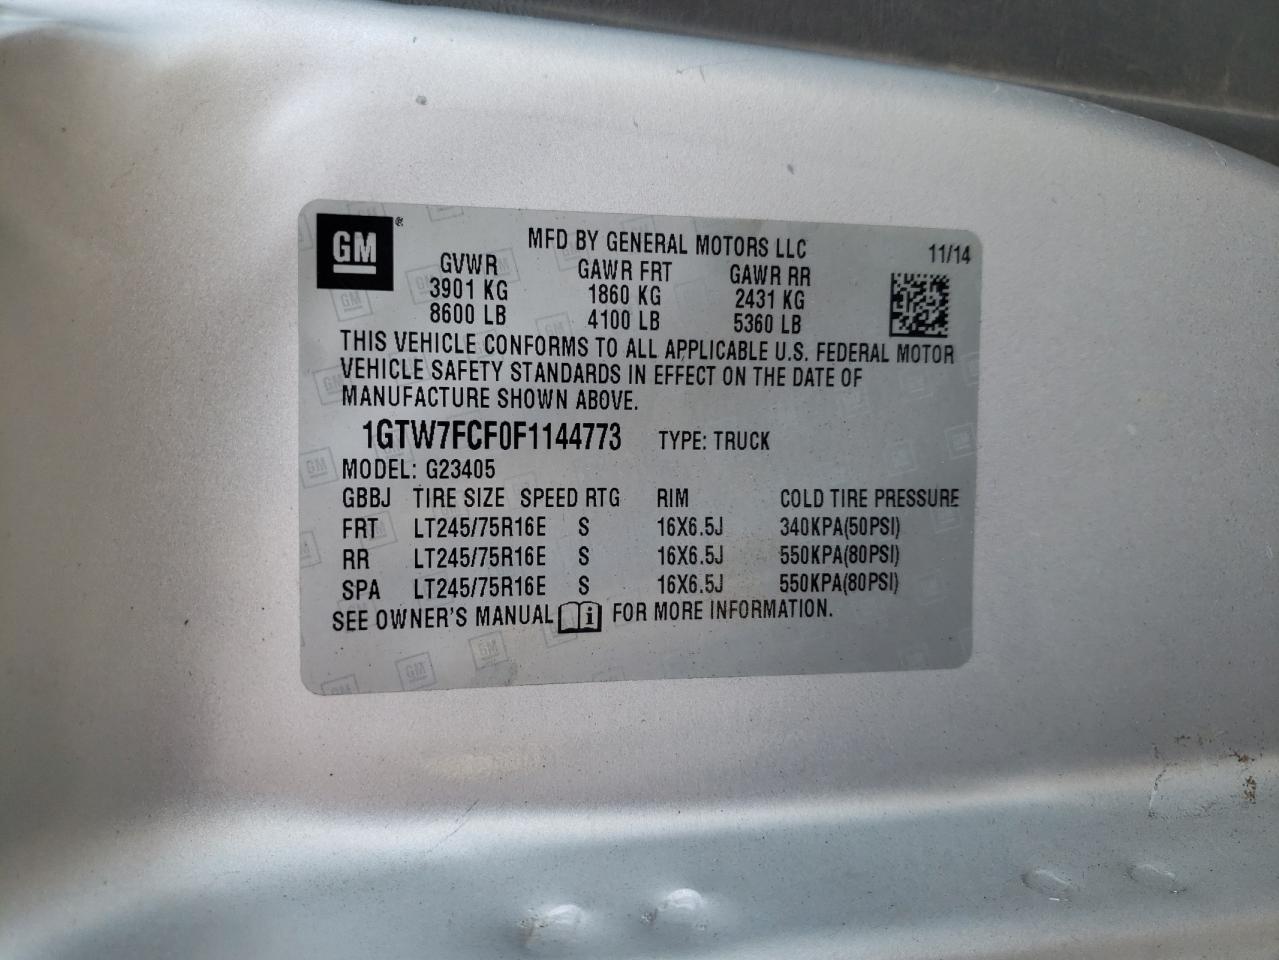 GM®
MFD BY GENERAL MOTORS LLC 11/14
GVWR GAWR FRT GAWR RR
3901 KG 1860 KG 2431 KG
8600 LB 4100 LB 5360 LB
THIS VEHICLE CONFORMS TO ALL APPLICABLE U.S. FEDERAL MOTOR
VEHICLE SAFETY STANDARDS IN EFFECT ON THE DATE OF
MANUFACTURE SHOWN ABOVE.
1GTW7FCF0F1144773 TYPE: TRUCK
MODEL: G23405
GBBJ TIRE SIZE SPEED RTG RIM COLD TIRE PRESSURE
FRT LT245/75R16E S 16X6.5J 340KPA(50PSI)
RR LT245/75R16E S 16X6.5J 550KPA(80PSI)
SPA LT245/75R16E S 16X6.5J 550KPA(80PSI)
SEE OWNER'S MANUAL i FOR MORE INFORMATION.